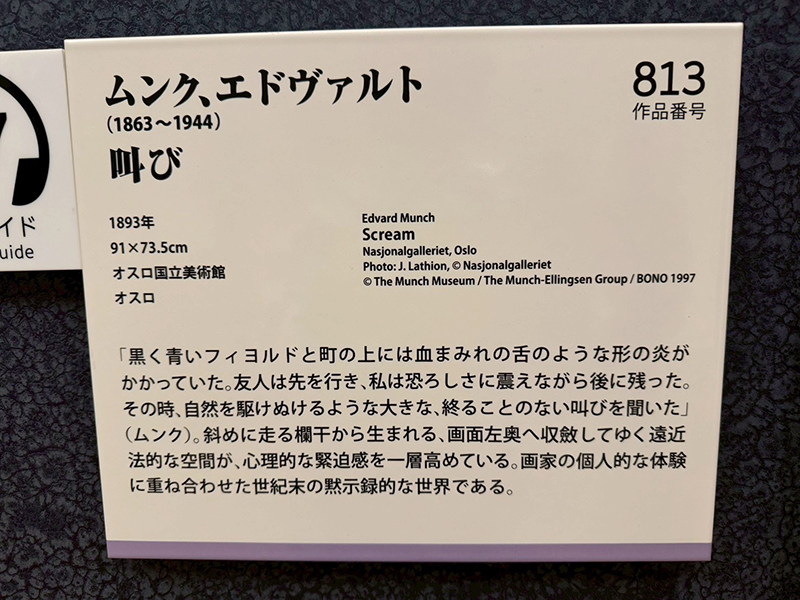 ムンク、エドヴァルト
（1863～1944）
叫び
813
作品番号
1893年
91×73.5cm
オスロ国立美術館
オスロ
Edvard Munch
Scream
Nasjonalgalleriet, Oslo
Photo: J. Lathion, © Nasjonalgalleriet
© The Munch Museum / The Munch-Ellingsen Group / BONO 1997
「黒く青いフィヨルドと町の上には血まみれの舌のような形の炎が
かかっていた。友人は先を行き、私は恐ろしさに震えながら後に残った。
その時、自然を駆けぬけるような大きな、終ることのない叫びを聞いた」
（ムンク）。斜めに走る欄干から生まれる、画面左奥へ収斂してゆく遠近
法的な空間が、心理的な緊迫感を一層高めている。画家の個人的な体験
に重ね合わせた世紀末の黙示録的な世界である。
イド
uide